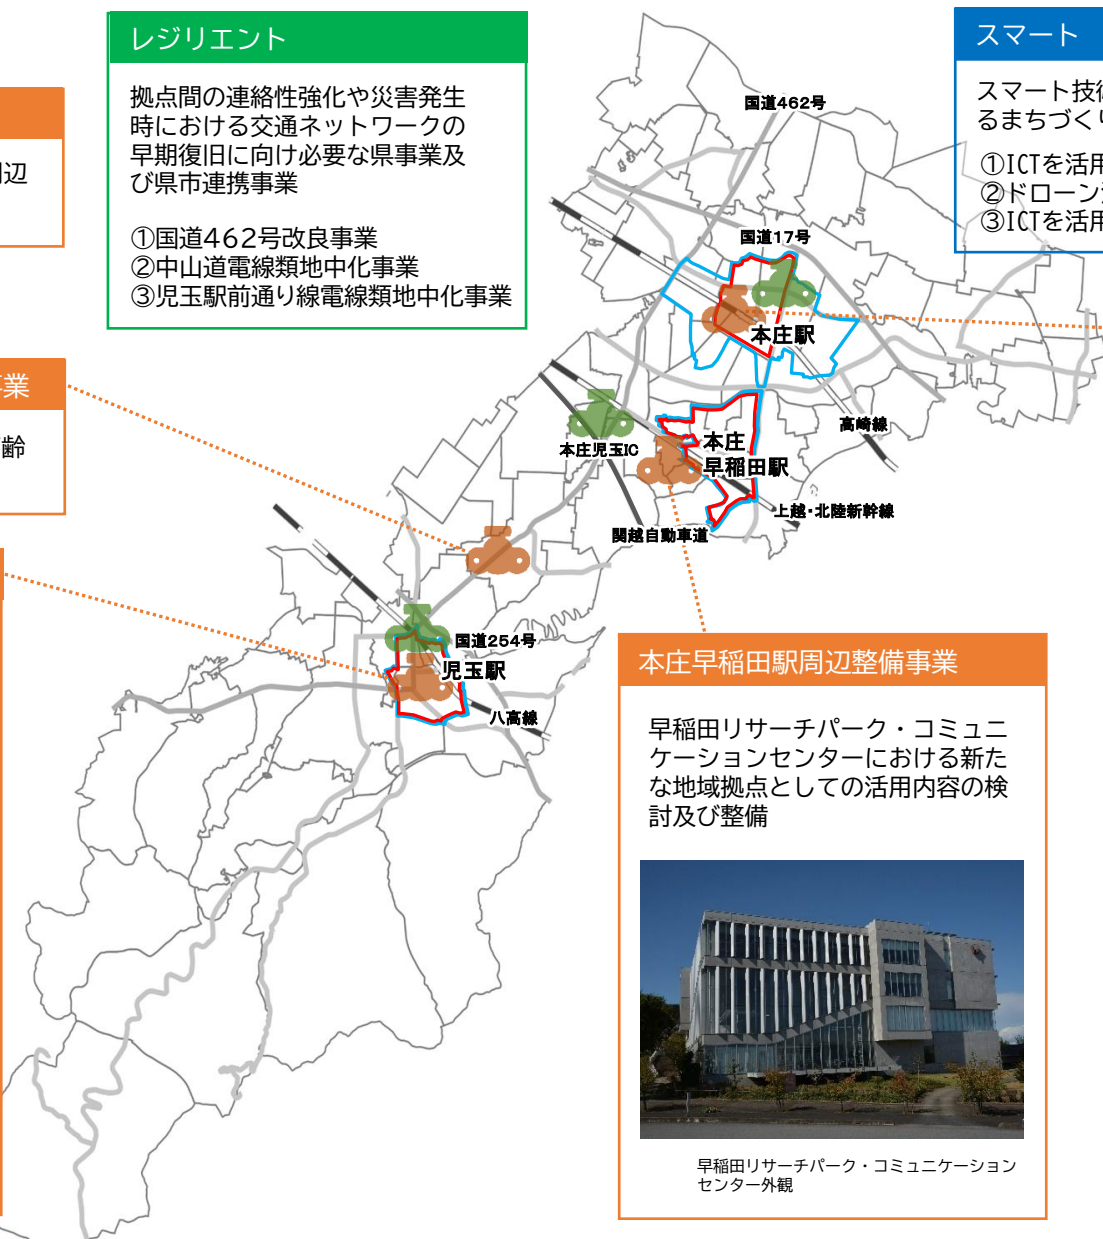 レジリエント
拠点間の連絡性強化や災害発生
時における交通ネットワークの
早期復旧に向け必要な県事業及
び県市連携事業
①国道462号改良事業
②中山道電線類地中化事業
③児玉駅前通り線電線類地中化事業
スマート
スマート技術
るまちづくり
①ICTを活用
②ドローン
③ICTを活用
辺
業
齢
国道462号
国道17号
本庄駅
高崎線
本庄児玉IC
本庄
早稲田駅
上越・北陸新幹線
関越自動車道
国道254号
児玉駅
八高線
本庄早稲田駅周辺整備事業
早稲田リサーチパーク・コミュニ
ケーションセンターにおける新た
な地域拠点としての活用内容の検
討及び整備
早稲田リサーチパーク・コミュニケーション
センター外観